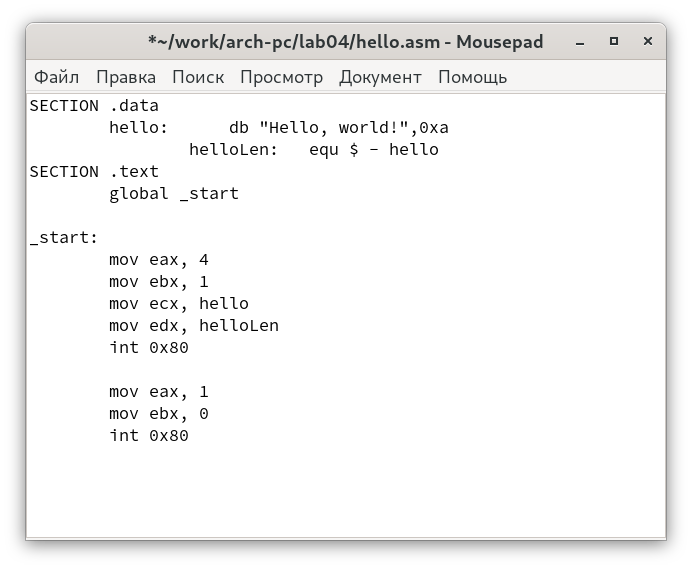 *~/work/arch-pc/lab04/hello.asm - Mousepad
Файл Правка Поиск Просмотр Документ Помощь
SECTION .data
        hello:      db "Hello, world!",0xa
                helloLen:   equ $ - hello
SECTION .text
        global _start

_start:
        mov eax, 4
        mov ebx, 1
        mov ecx, hello
        mov edx, helloLen
        int 0x80

        mov eax, 1
        mov ebx, 0
        int 0x80